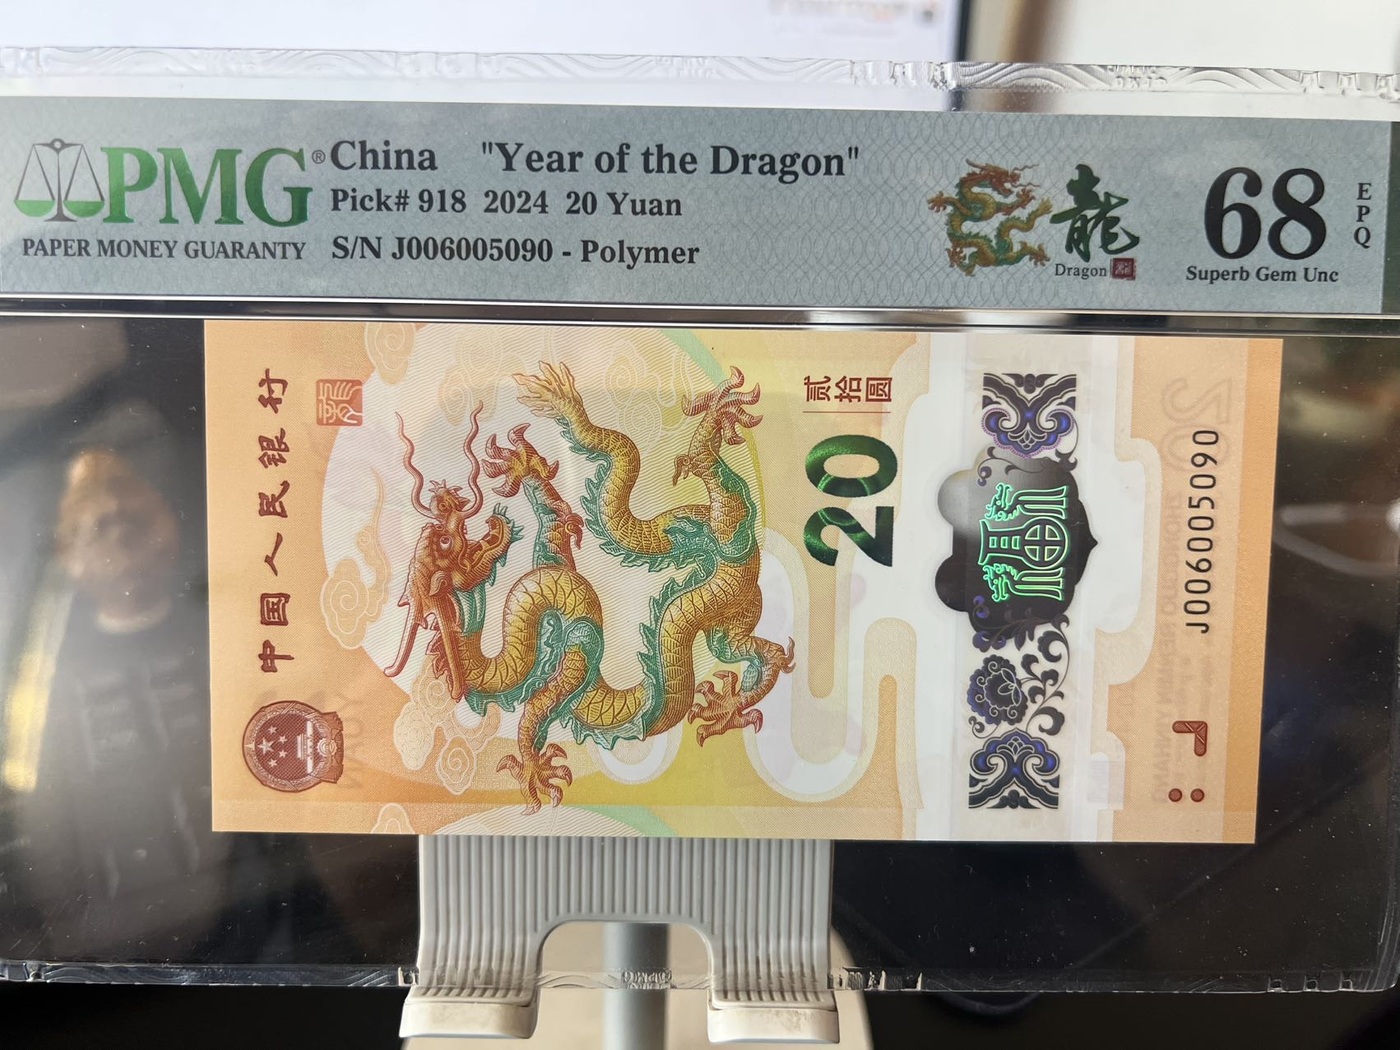 PMG®
PAPER MONEY GUARANTY
China "Year of the Dragon"
Pick# 918 2024 20 Yuan
S/N J006005090 - Polymer
龍
Dragon
68
EPQ
Superb Gem Unc
中国人民银行
贰拾圆
20
J006005090